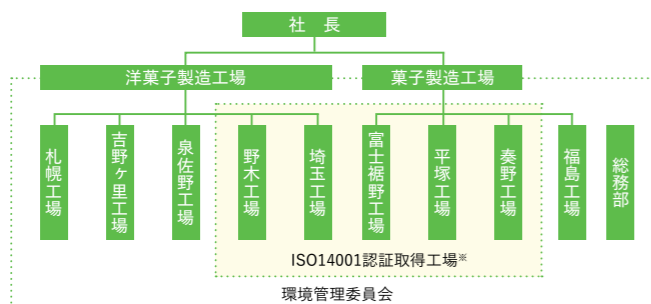 社　長
洋菓子製造工場
菓子製造工場
札幌工場
吉野ヶ里工場
泉佐野工場
野木工場
埼玉工場
富士裾野工場
平塚工場
奏野工場
福島工場
総務部
ISO14001認証取得工場※
環境管理委員会